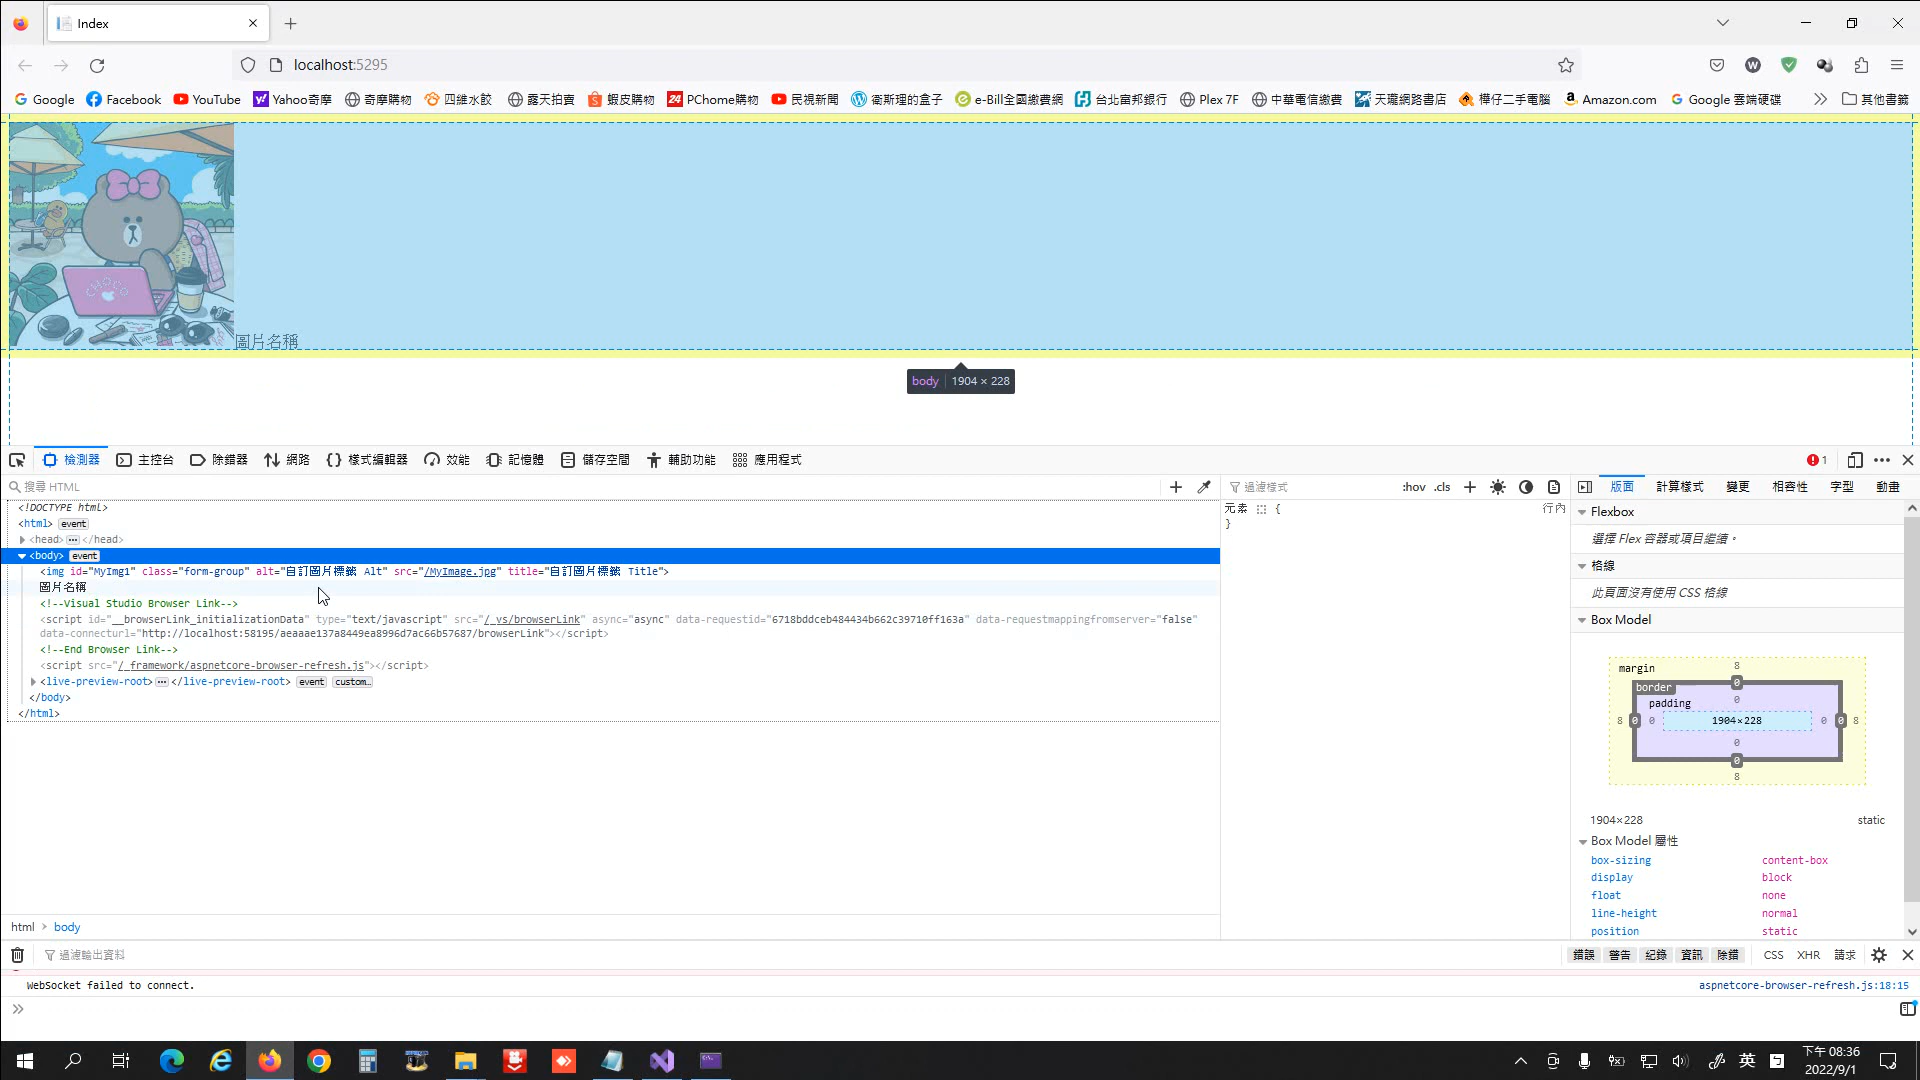 Index
localhost:5295
Google Facebook YouTube Yahoo奇摩 奇摩購物 四維水餃 露天拍賣 蝦皮購物 PChome購物 民視新聞 衛斯理的盒子 e-Bill全國繳費網 台北富邦銀行 Plex 7F 中華電信繳費 天瓏網路書店 樺仔二手電腦 Amazon.com Google 雲端硬碟 其他書籤
CHOCO
圖片名稱
body 1904 × 228
檢測器 主控台 除錯器 網路 樣式編輯器 效能 記憶體 儲存空間 輔助功能 應用程式 1
搜尋 HTML
過濾樣式 :hov .cls
版面 計算樣式 變更 相容性 字型 動畫
<!DOCTYPE html>
<html> event
<head> ⋯ </head>
<body> event
<img id="MyImg1" class="form-group" alt="自訂圖片標籤 Alt" src="/MyImage.jpg" title="自訂圖片標籤 Title">
圖片名稱
<!--Visual Studio Browser Link-->
<script id="__browserLink_initializationData" type="text/javascript" src="/_vs/browserLink" async="async" data-requestid="6718bddceb484434b662c39710ff163a" data-requestmappingfromserver="false"
data-connecturl="http://localhost:58195/aeaaae137a8449ea8996d7ac66b57687/browserLink"></script>
<!--End Browser Link-->
<script src="/_framework/aspnetcore-browser-refresh.js"></script>
<live-preview-root> ⋯ </live-preview-root> event custom…
</body>
</html>
元素 {
行內
}
Flexbox
選擇 Flex 容器或項目繼續。
格線
此頁面沒有使用 CSS 格線
Box Model
margin 8
border 0
padding 0
8 0 0 1904×228 0 0 8
0
0
8
1904×228 static
Box Model 屬性
box-sizing content-box
display block
float none
line-height normal
position static
html > body
過濾輸出資料
錯誤 警告 紀錄 資訊 除錯 CSS XHR 請求
WebSocket failed to connect.
aspnetcore-browser-refresh.js:18:15
英
下午 08:36
2022/9/1